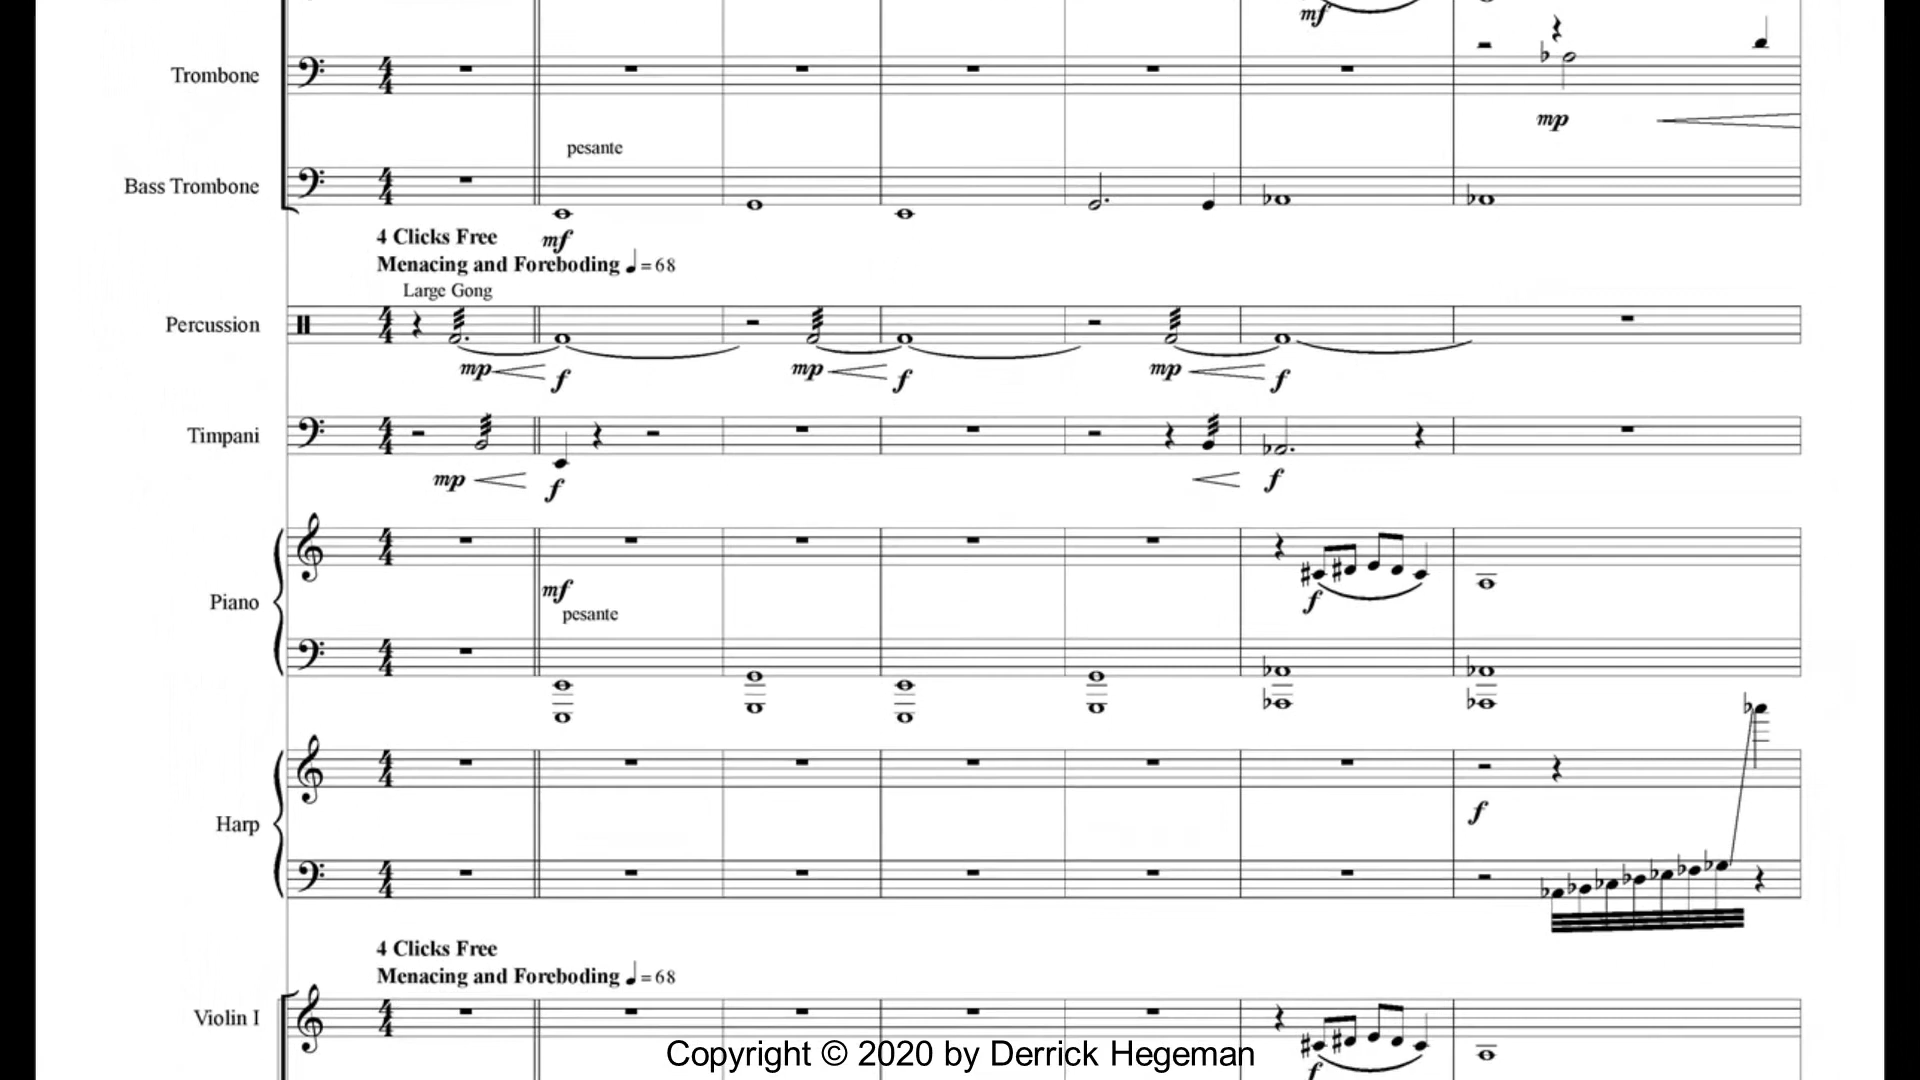 mf
Trombone
mp
pesante
Bass Trombone
4 Clicks Free
mf
Menacing and Foreboding ♩=68
Large Gong
Percussion
mp f mp f mp f
Timpani
mp f f
mf
pesante
f
Piano
f
Harp
4 Clicks Free
Menacing and Foreboding ♩=68
Violin I
Copyright © 2020 by Derrick Hegeman
f